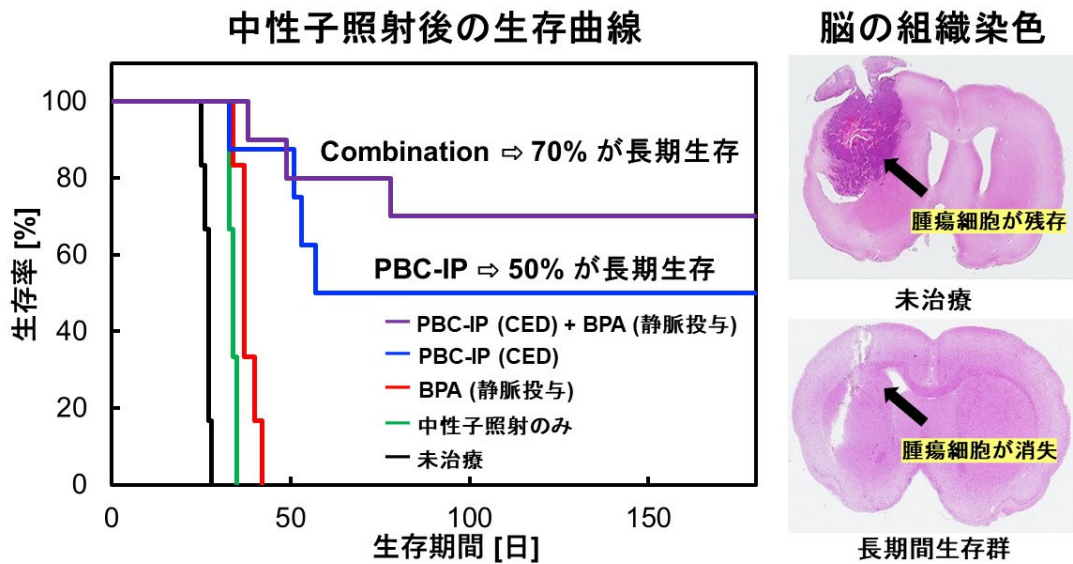 中性子照射後の生存曲線
生存率 [%]
100
80
60
40
20
0
0
50
100
150
生存期間 [日]
Combination ⇨ 70% が長期生存
PBC-IP ⇨ 50% が長期生存
PBC-IP (CED) + BPA (静脈投与)
PBC-IP (CED)
BPA (静脈投与)
中性子照射のみ
未治療
脳の組織染色
腫瘍細胞が残存
未治療
腫瘍細胞が消失
長期間生存群